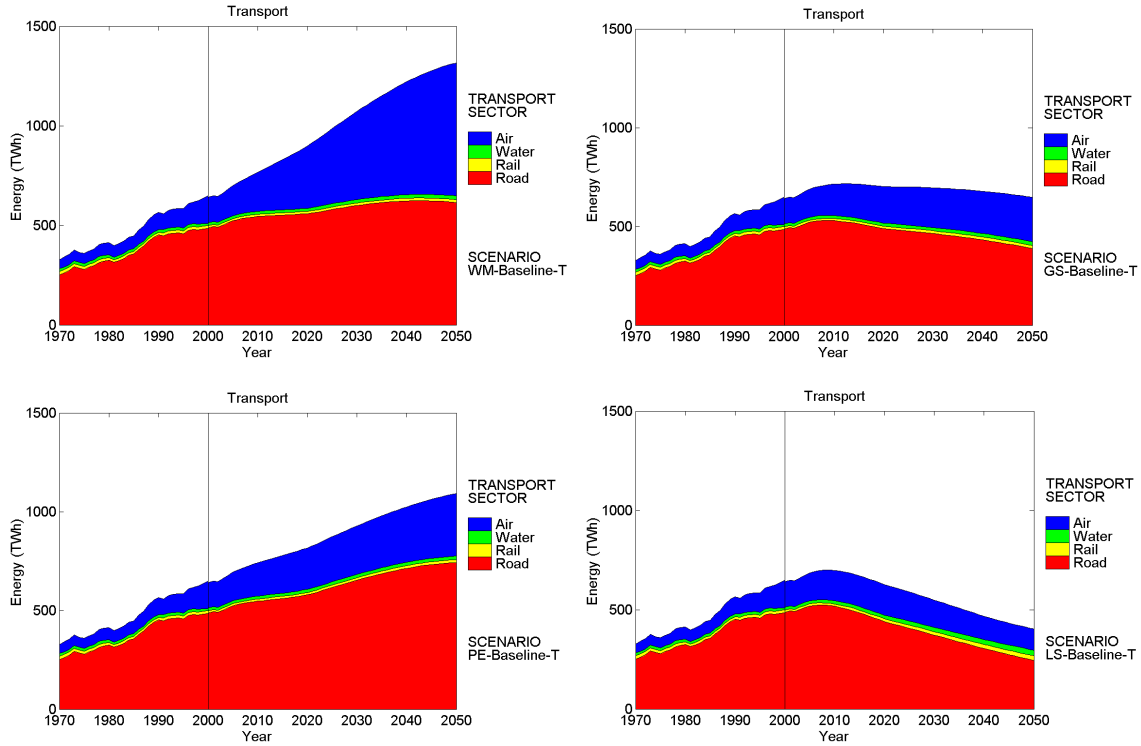 Transport
1500
1000
500
0
Energy (TWh)
1970 1980 1990 2000 2010 2020 2030 2040 2050
Year
TRANSPORT
SECTOR
Air
Water
Rail
Road
SCENARIO
WM-Baseline-T
Transport
1500
1000
500
0
Energy (TWh)
1970 1980 1990 2000 2010 2020 2030 2040 2050
Year
TRANSPORT
SECTOR
Air
Water
Rail
Road
SCENARIO
GS-Baseline-T
Transport
1500
1000
500
0
Energy (TWh)
1970 1980 1990 2000 2010 2020 2030 2040 2050
Year
TRANSPORT
SECTOR
Air
Water
Rail
Road
SCENARIO
PE-Baseline-T
Transport
1500
1000
500
0
Energy (TWh)
1970 1980 1990 2000 2010 2020 2030 2040 2050
Year
TRANSPORT
SECTOR
Air
Water
Rail
Road
SCENARIO
LS-Baseline-T